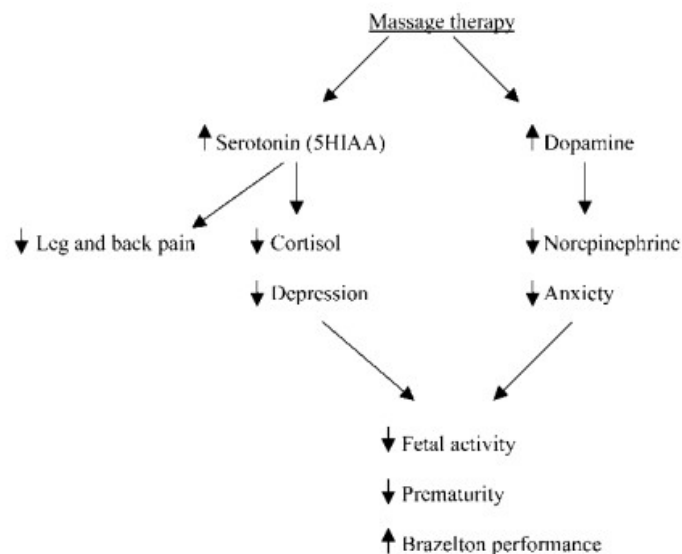 Massage therapy
↑ Serotonin (5HIAA) ↑ Dopamine
↓ Leg and back pain ↓ Cortisol ↓ Norepinephrine
↓ Depression ↓ Anxiety
↓ Fetal activity
↓ Prematurity
↑ Brazelton performance